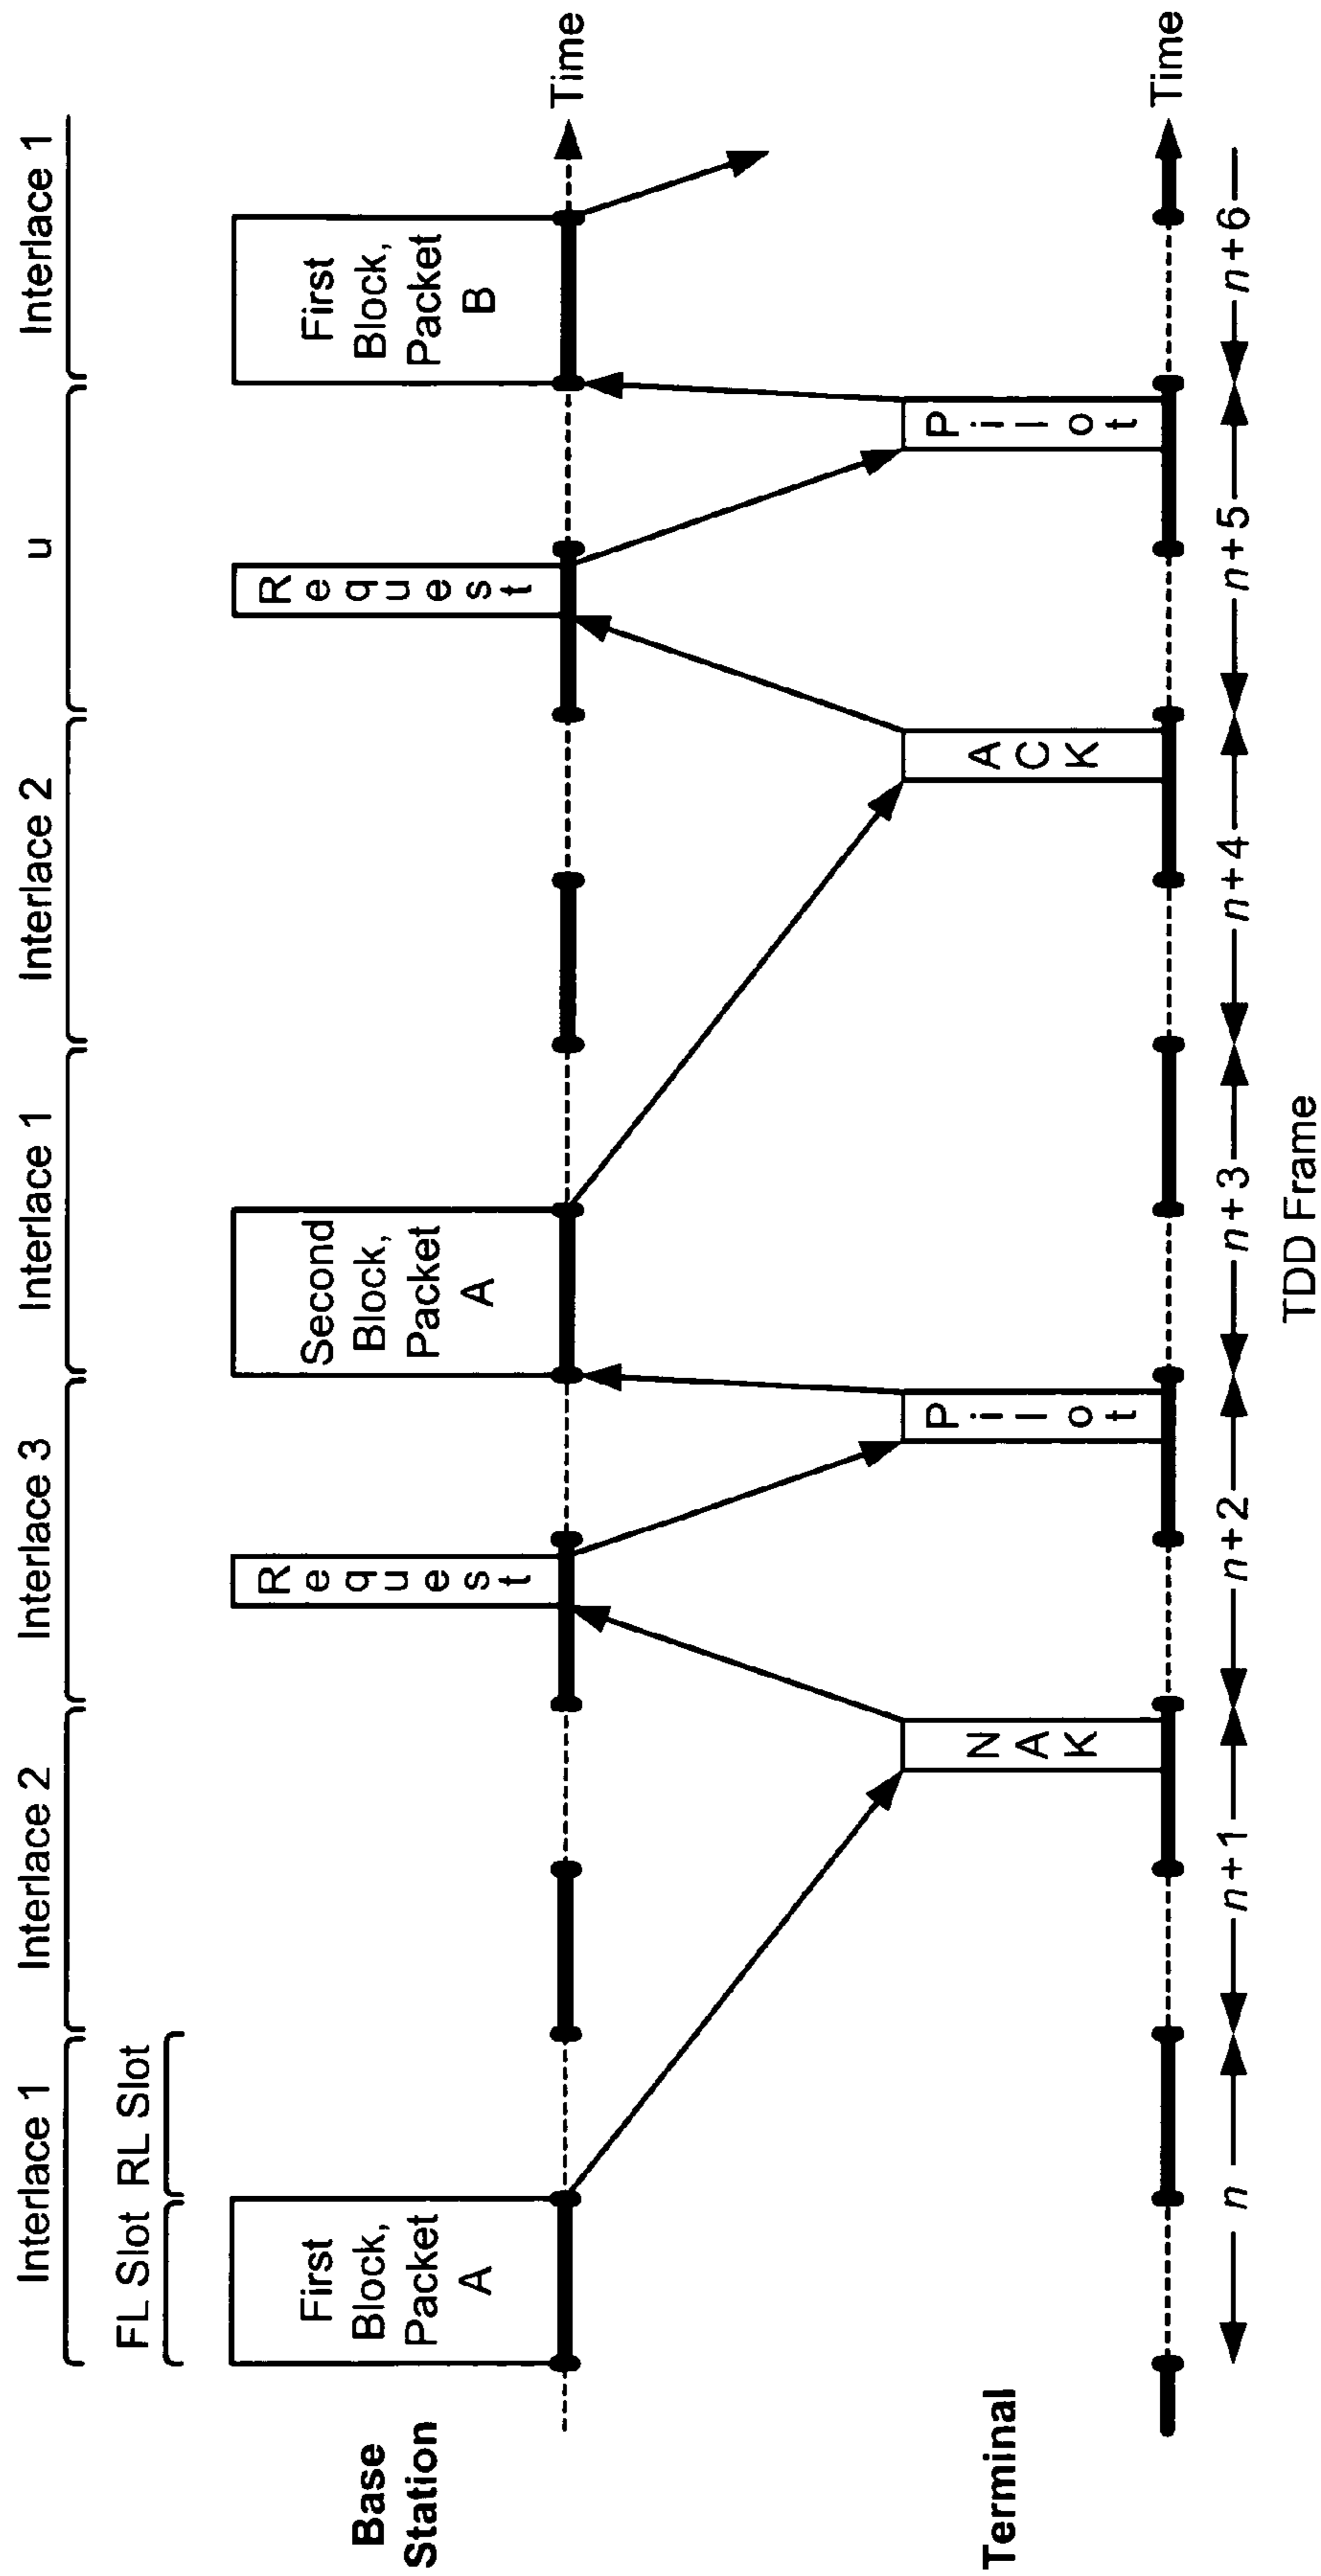 Interlace 1
Interlace 2
Interlace 3
Interlace 1
Interlace 2
u
Interlace 1
FL Slot
RL Slot
First
Block,
Packet
A
Request
Second
Block,
Packet
A
Request
First
Block,
Packet
B
Base
Station
Time
NAK
Pilot
ACK
Pilot
Terminal
Time
n
n+1
n+2
n+3
n+4
n+5
n+6
TDD Frame